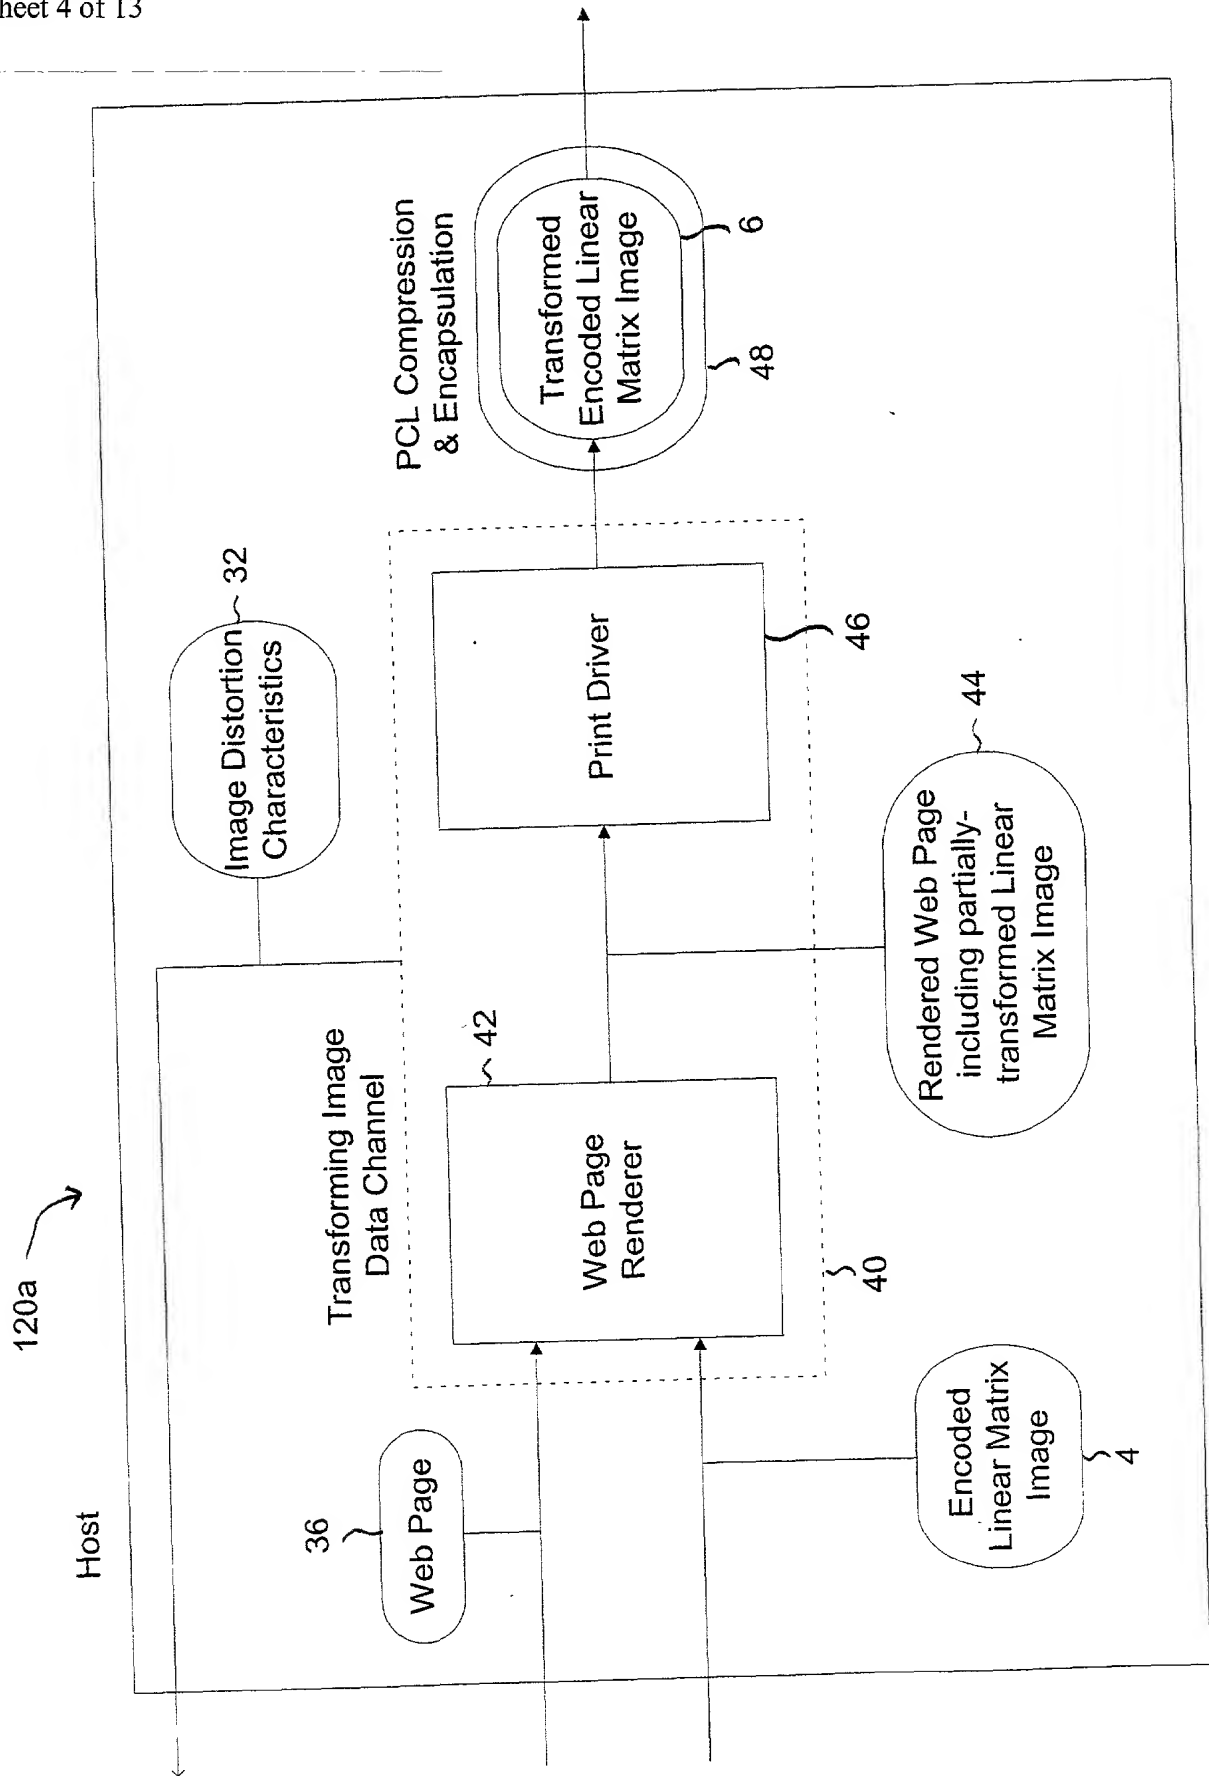 heet 4 of 13
120a
Host
PCL Compression
& Encapsulation
Transformed
Encoded Linear
Matrix Image
6
48
Image Distortion
Characteristics
32
Transforming Image
Data Channel
42
Web Page
Renderer
Print Driver
46
40
36
Web Page
Encoded
Linear Matrix
Image
4
Rendered Web Page
including partially-
transformed Linear
Matrix Image
44